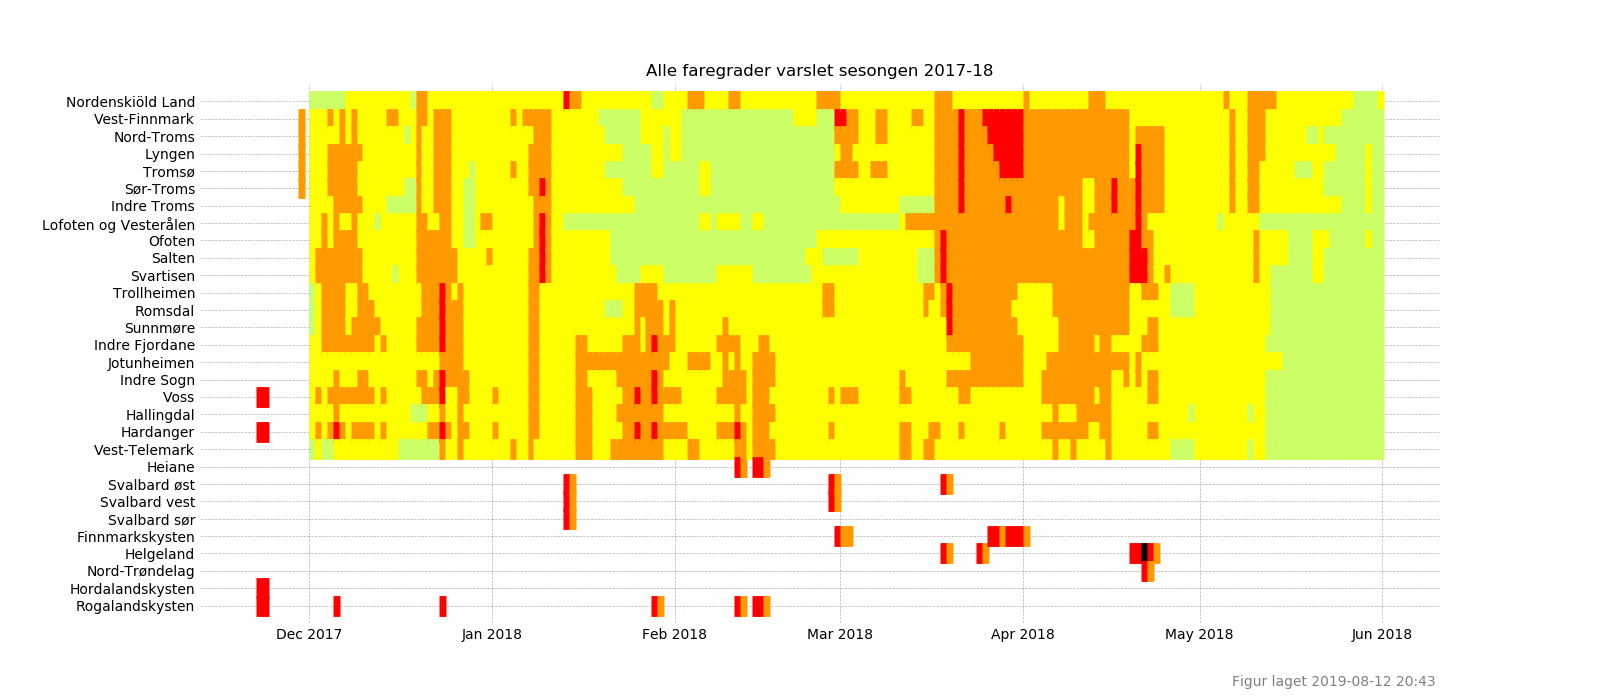 Alle faregrader varslet sesongen 2017-18
Nordenskiöld Land
Vest-Finnmark
Nord-Troms
Lyngen
Tromsø
Sør-Troms
Indre Troms
Lofoten og Vesterålen
Ofoten
Salten
Svartisen
Trollheimen
Romsdal
Sunnmøre
Indre Fjordane
Jotunheimen
Indre Sogn
Voss
Hallingdal
Hardanger
Vest-Telemark
Heiane
Svalbard øst
Svalbard vest
Svalbard sør
Finnmarkskysten
Helgeland
Nord-Trøndelag
Hordalandskysten
Rogalandskysten
Dec 2017 Jan 2018 Feb 2018 Mar 2018 Apr 2018 May 2018 Jun 2018
Figur laget 2019-08-12 20:43